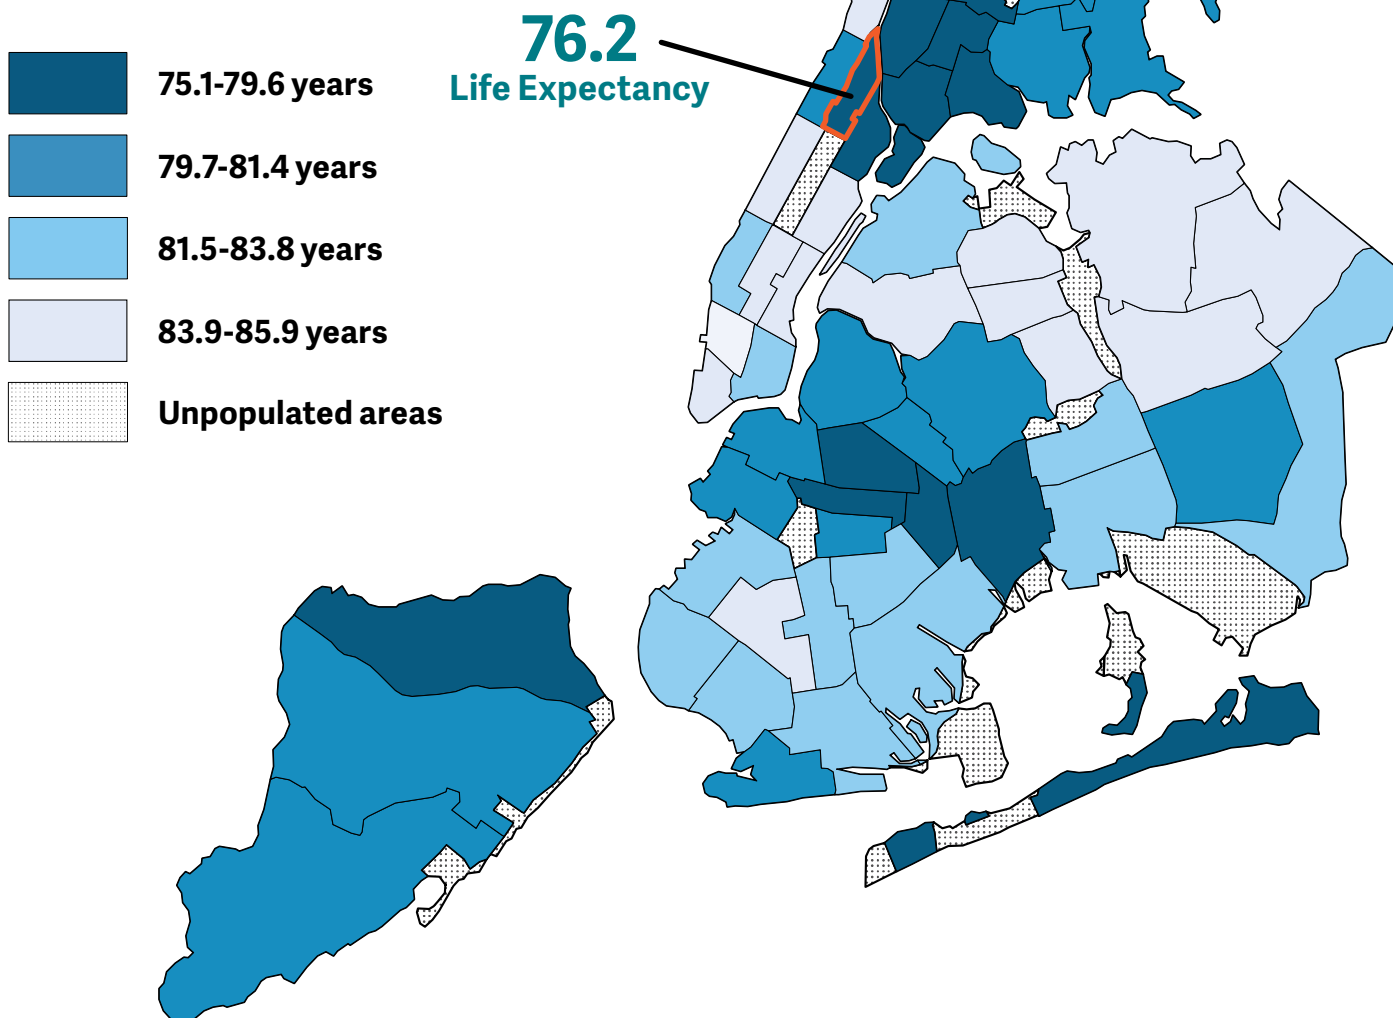 76.2
Life Expectancy
75.1-79.6 years
79.7-81.4 years
81.5-83.8 years
83.9-85.9 years
Unpopulated areas